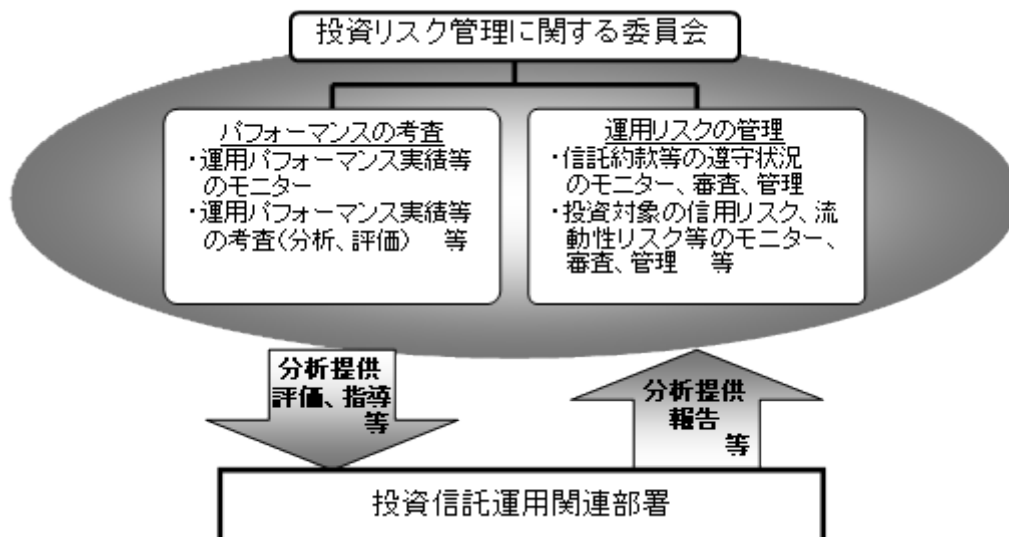 投資リスク管理に関する委員会
パフォーマンスの考査
・運用パフォーマンス実績等
のモニター
・運用パフォーマンス実績等
の考査(分析、評価) 等
運用リスクの管理
・信託約款等の遵守状況
のモニター、審査、管理
・投資対象の信用リスク、流
動性リスク等のモニター、
審査、管理 等
分析提供
評価、指導
等
分析提供
報告
等
投資信託運用関連部署